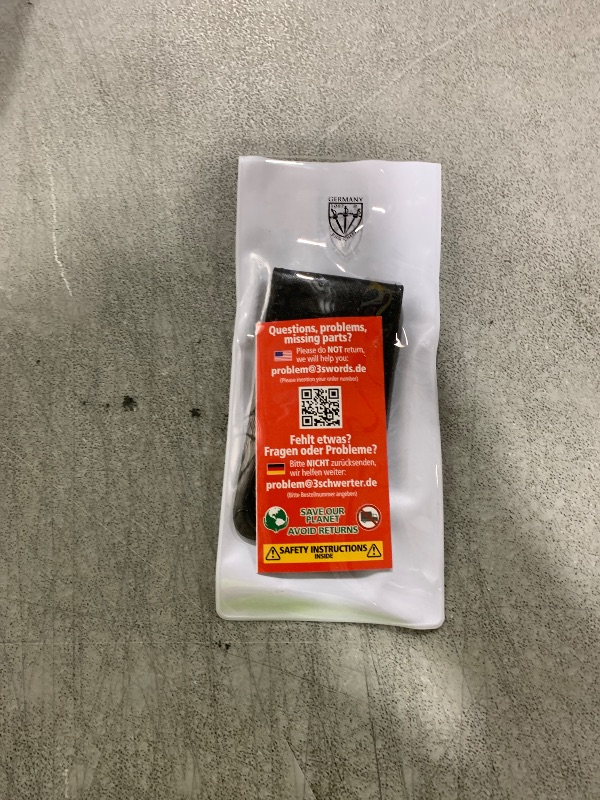 GERMANY
Questions, problems,
missing parts?
Please do NOT return,
we will help you:
problem@3swords.de
(Please mention your order number)
Fehlt etwas?
Fragen oder Probleme?
Bitte NICHT zurücksenden,
wir helfen weiter:
problem@3schwerter.de
(Bitte Bestellnummer angeben)
SAVE OUR
PLANET
AVOID RETURNS
SAFETY INSTRUCTIONS
INSIDE